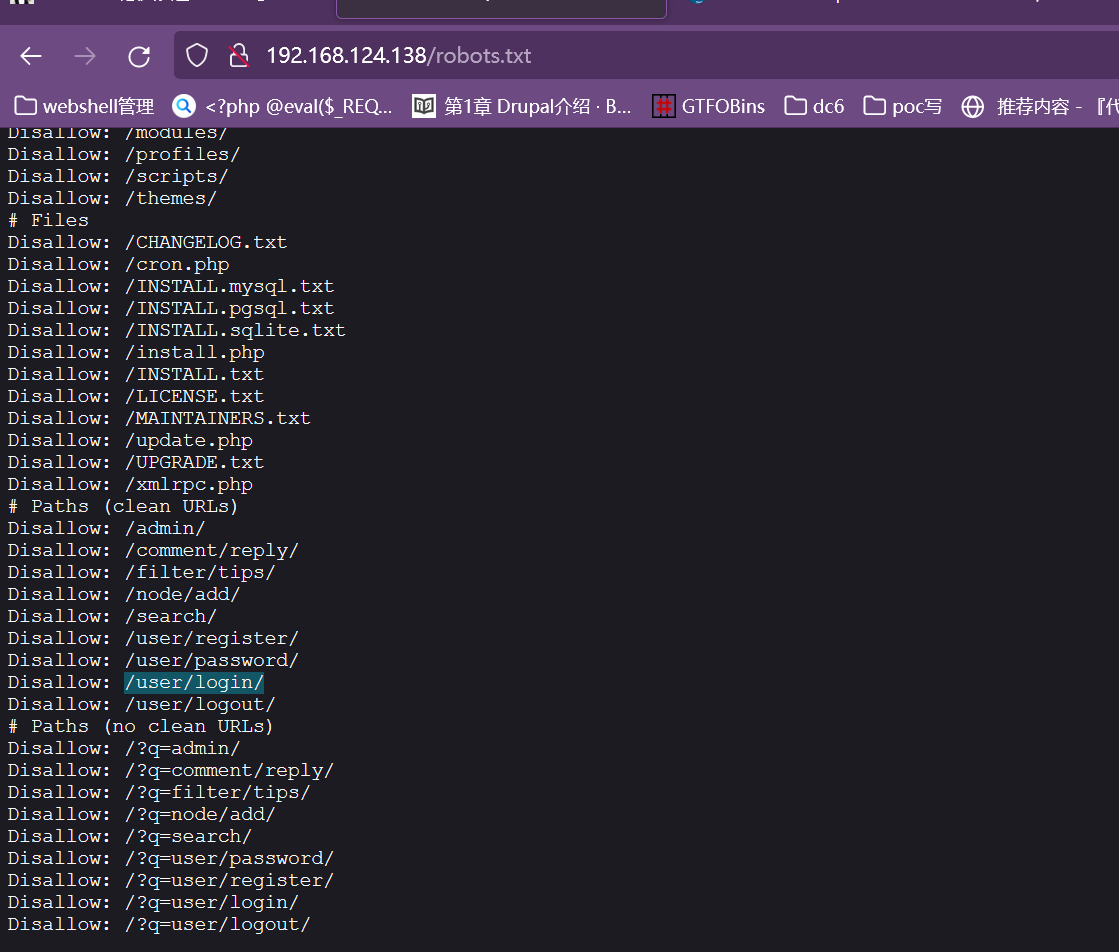 192.168.124.138/robots.txt
webshell管理 <?php @eval($_REQ... 第1章 Drupal介绍 · B... GTFOBins dc6 poc写 推荐内容 - 『代
Disallow: /modules/
Disallow: /profiles/
Disallow: /scripts/
Disallow: /themes/
# Files
Disallow: /CHANGELOG.txt
Disallow: /cron.php
Disallow: /INSTALL.mysql.txt
Disallow: /INSTALL.pgsql.txt
Disallow: /INSTALL.sqlite.txt
Disallow: /install.php
Disallow: /INSTALL.txt
Disallow: /LICENSE.txt
Disallow: /MAINTAINERS.txt
Disallow: /update.php
Disallow: /UPGRADE.txt
Disallow: /xmlrpc.php
# Paths (clean URLs)
Disallow: /admin/
Disallow: /comment/reply/
Disallow: /filter/tips/
Disallow: /node/add/
Disallow: /search/
Disallow: /user/register/
Disallow: /user/password/
Disallow: /user/login/
Disallow: /user/logout/
# Paths (no clean URLs)
Disallow: /?q=admin/
Disallow: /?q=comment/reply/
Disallow: /?q=filter/tips/
Disallow: /?q=node/add/
Disallow: /?q=search/
Disallow: /?q=user/password/
Disallow: /?q=user/register/
Disallow: /?q=user/login/
Disallow: /?q=user/logout/